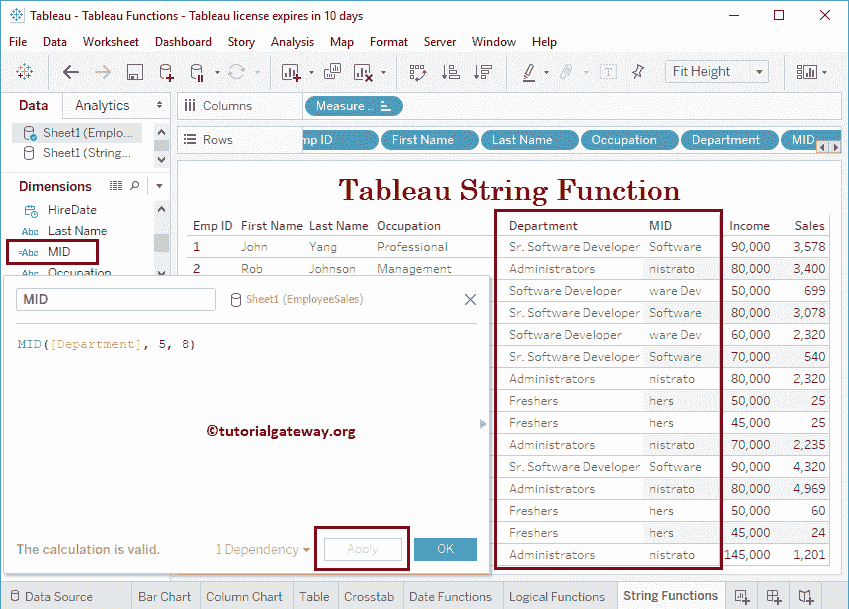 Tableau - Tableau Functions - Tableau license expires in 10 days
File Data Worksheet Dashboard Story Analysis Map Format Server Window Help
Fit Height
Data Analytics
Columns
Measure ..
Sheet1 (Emplo...
Sheet1 (String...
Rows
mp ID First Name Last Name Occupation Department MID
Dimensions
HireDate
Abc Last Name
=Abc MID
Abc Occupation
Tableau String Function
Emp ID First Name Last Name Occupation Department MID Income Sales
1 John Yang Professional Sr. Software Developer Software 90,000 3,578
2 Rob Johnson Management Administrators nistrato 80,000 3,400
Software Developer ware Dev 50,000 699
Sr. Software Developer Software 80,000 3,078
Software Developer ware Dev 60,000 2,320
Sr. Software Developer Software 70,000 540
Administrators nistrato 80,000 2,320
Freshers hers 50,000 25
Freshers hers 45,000 25
Administrators nistrato 70,000 2,235
Sr. Software Developer Software 90,000 4,320
Administrators nistrato 80,000 4,969
Freshers hers 50,000 60
Freshers hers 45,000 24
Administrators nistrato 145,000 1,201
MID
Sheet1 (EmployeeSales)
MID([Department], 5, 8)
©tutorialgateway.org
The calculation is valid.
1 Dependency
Apply
OK
Data Source Bar Chart Column Chart Table Crosstab Date Functions Logical Functions String Functions